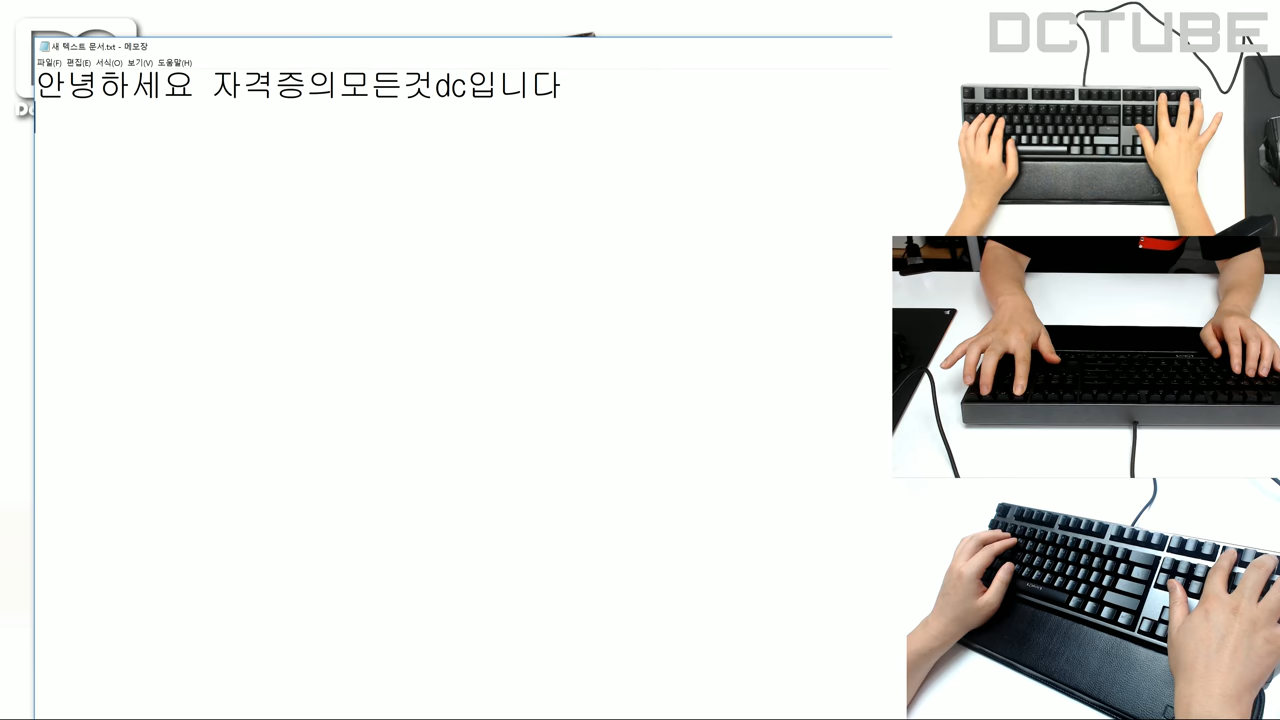 DCTUBE
새 텍스트 문서.txt - 메모장
파일(F) 편집(E) 서식(O) 보기(V) 도움말(H)
안녕하세요 자격증의모든것dc입니다